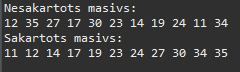 Nesakartots masivs:
12 35 27 17 30 23 14 19 24 11 34
Sakartots masivs:
11 12 14 17 19 23 24 27 30 34 35